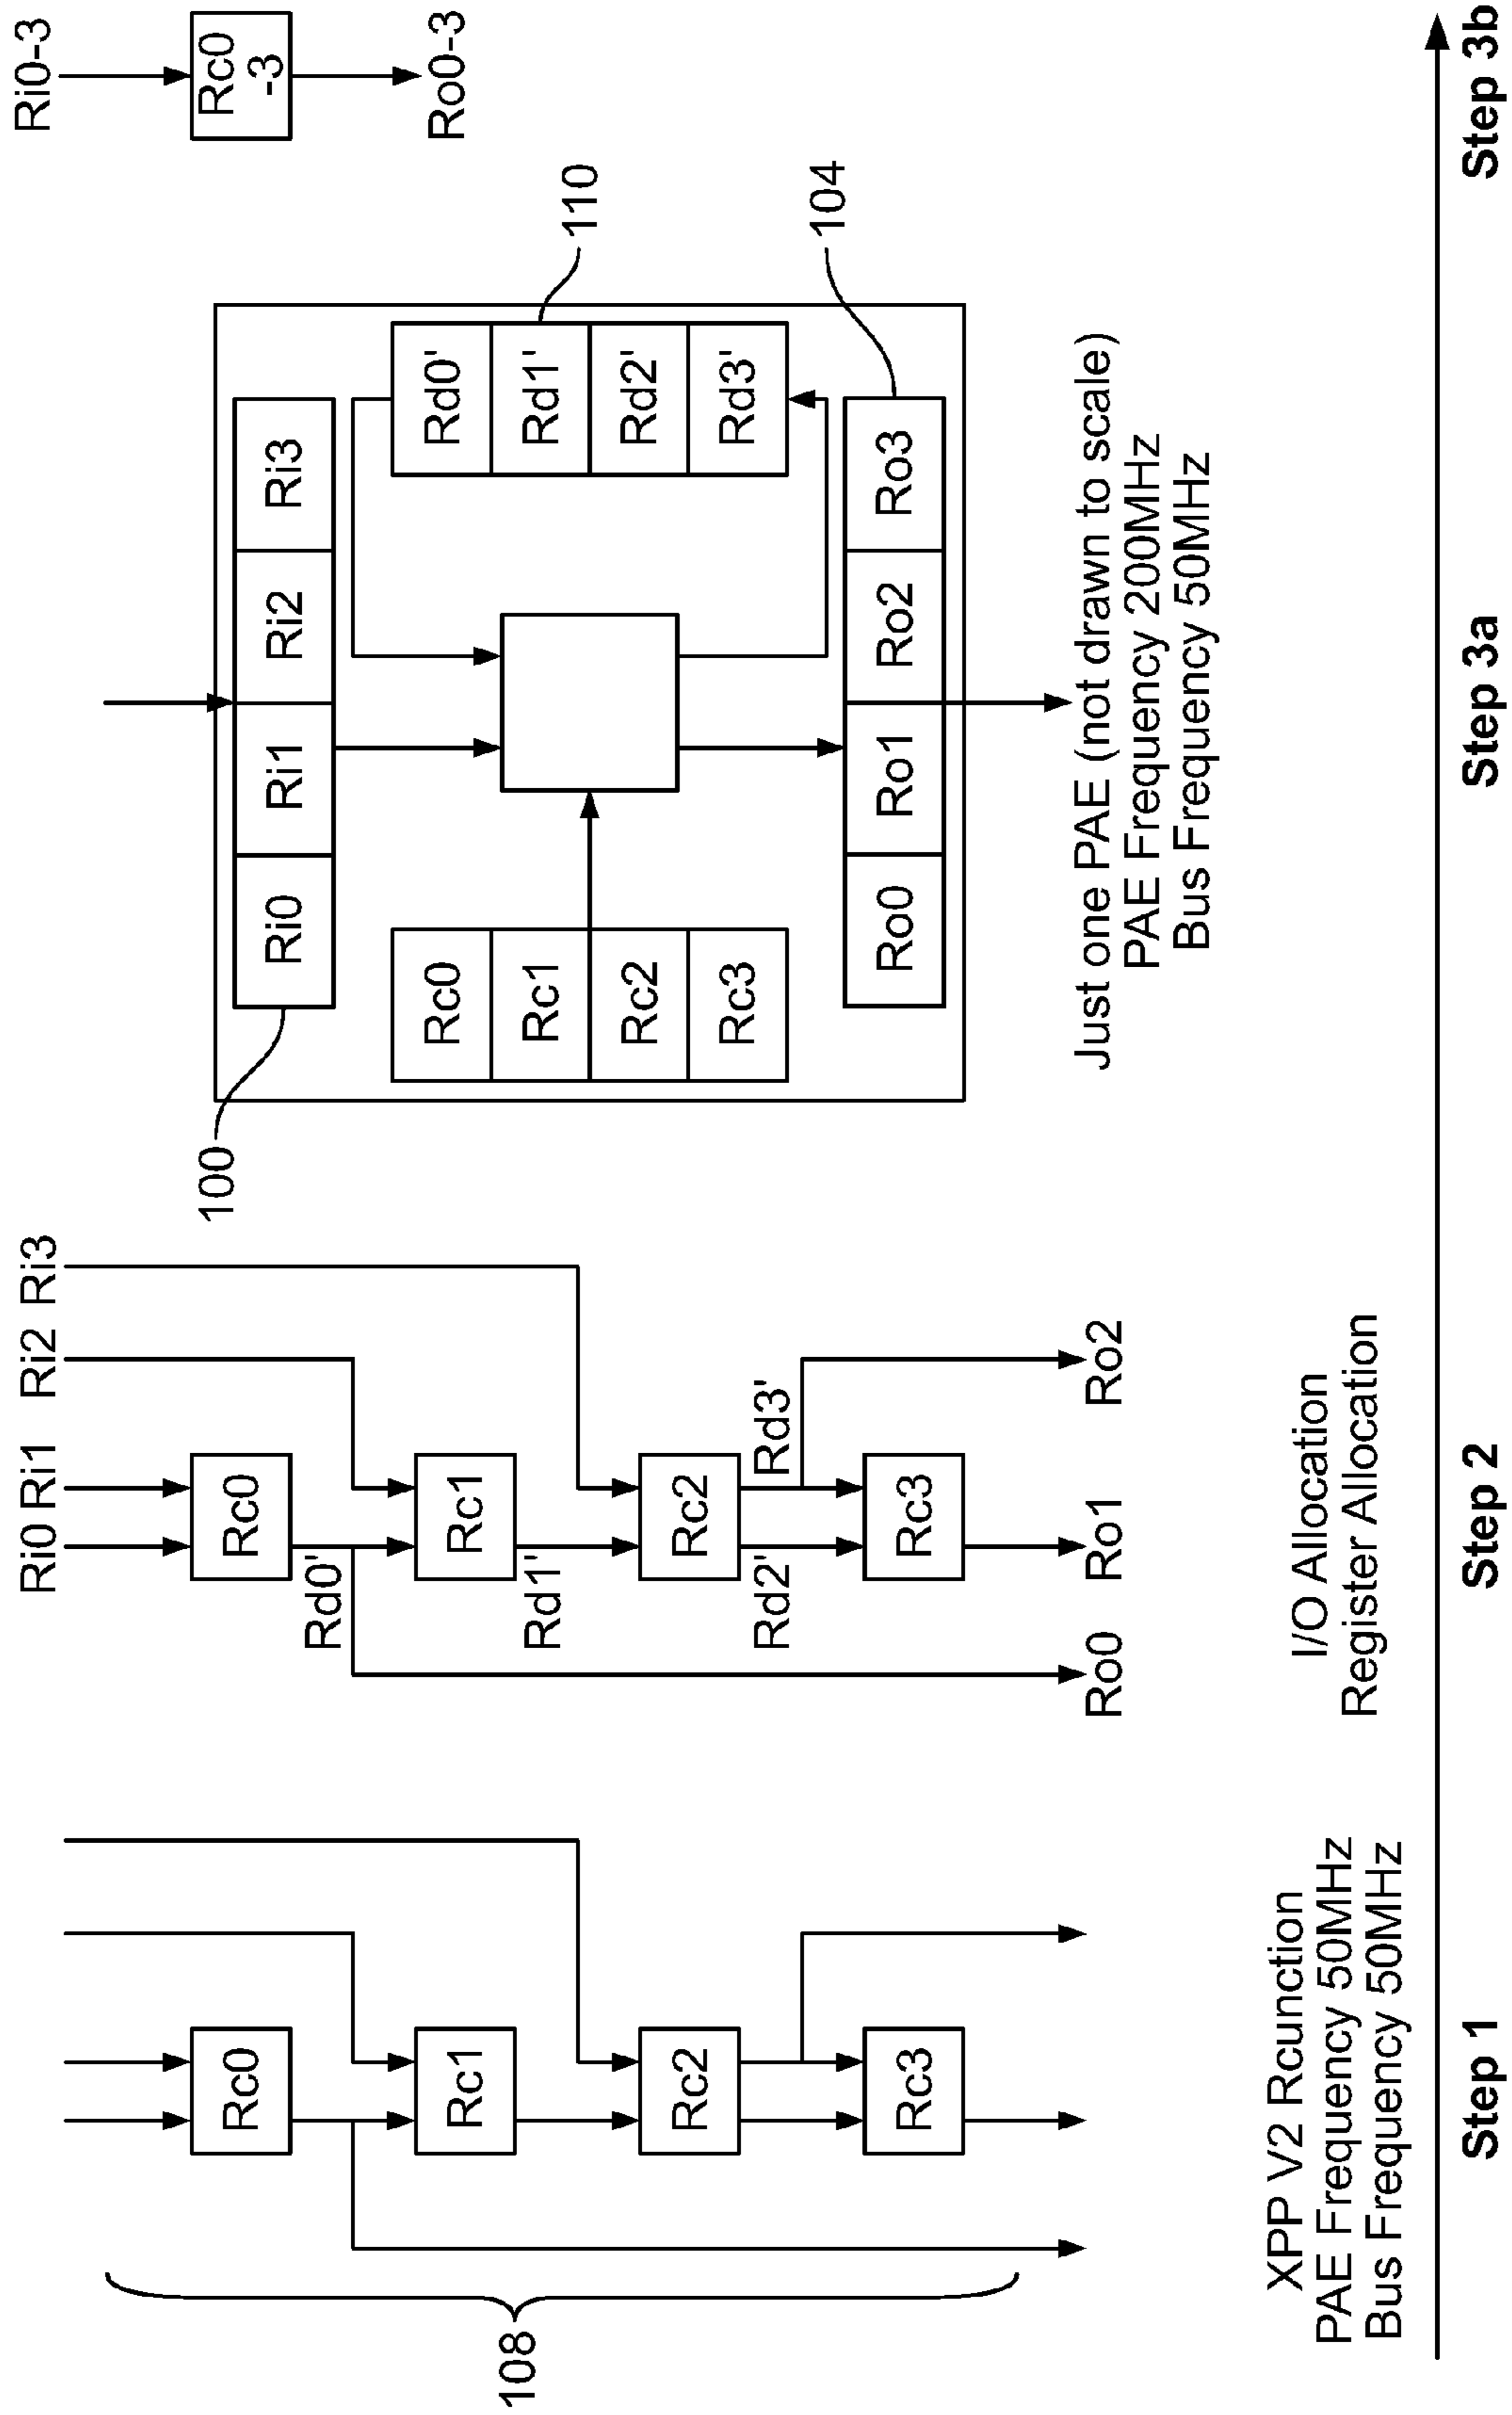 108
Rc0
Rc1
Rc2
Rc3
XPP V2 Rcunction
PAE Frequency 50MHz
Bus Frequency 50MHz
Step 1
Ri0 Ri1 Ri2 Ri3
Rc0
Rd0'
Rc1
Rd1'
Rc2
Rd2' Rd3'
Rc3
Ro0 Ro1 Ro2
I/O Allocation
Register Allocation
Step 2
100
Ri0 Ri1 Ri2 Ri3
Rc0
Rc1
Rc2
Rc3
Rd0'
Rd1'
Rd2'
Rd3'
110
Ro0 Ro1 Ro2 Ro3
104
Just one PAE (not drawn to scale)
PAE Frequency 200MHz
Bus Frequency 50MHz
Step 3a
Ri0-3
Rc0
-3
Ro0-3
Step 3b